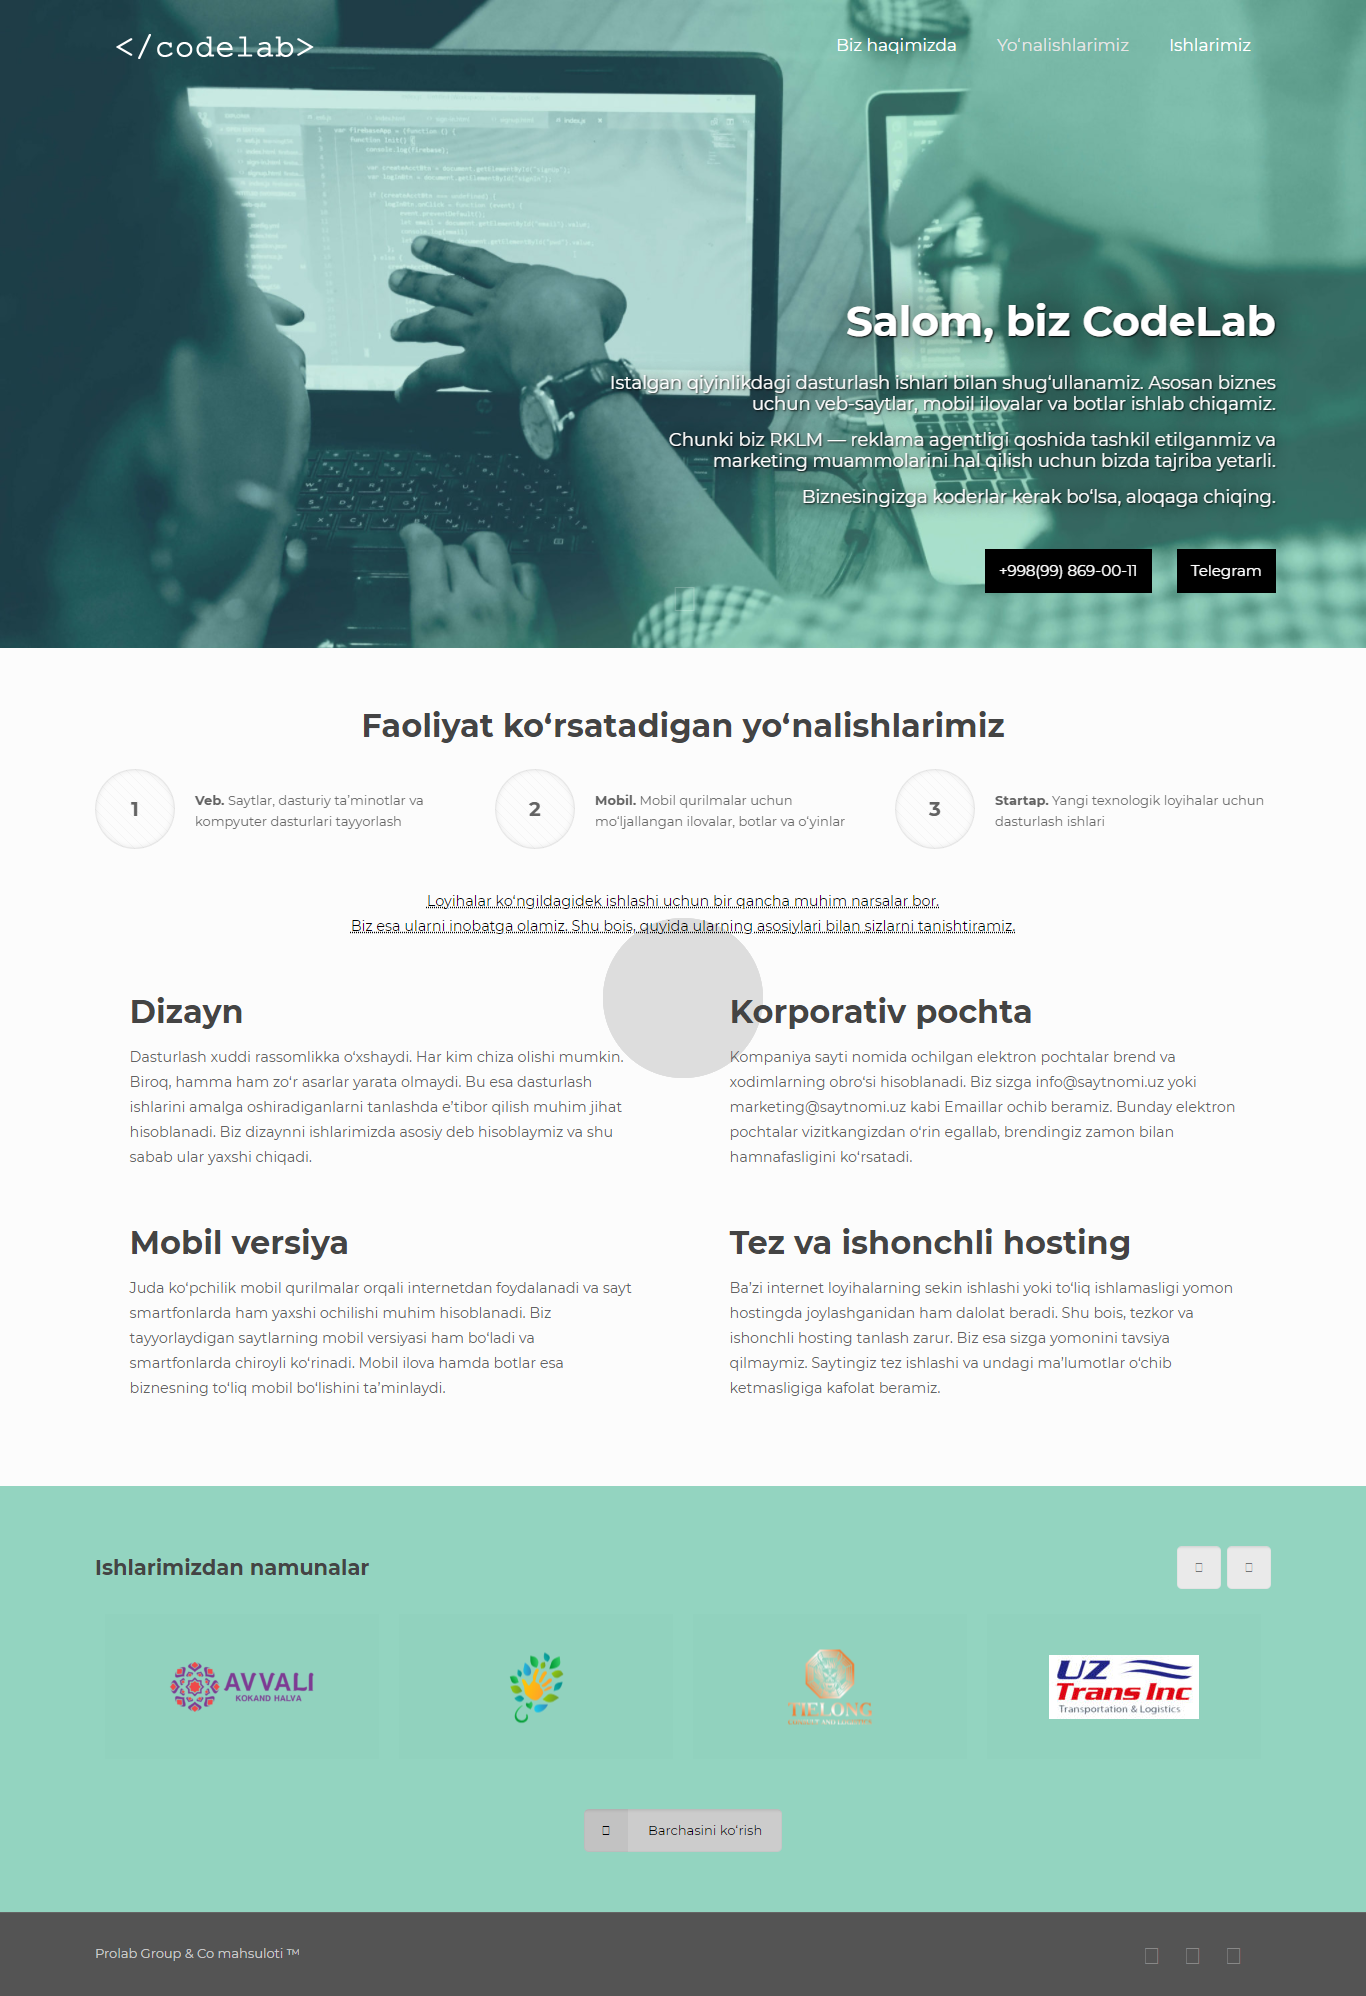 </codelab>
Biz haqimizda
Yo‘nalishlarimiz
Ishlarimiz
Salom, biz CodeLab
Istalgan qiyinlikdagi dasturlash ishlari bilan shug‘ullanamiz. Asosan biznes
uchun veb-saytlar, mobil ilovalar va botlar ishlab chiqamiz.
Chunki biz RKLM — reklama agentligi qoshida tashkil etilganmiz va
marketing muammolarini hal qilish uchun bizda tajriba yetarli.
Biznesingizga koderlar kerak bo‘lsa, aloqaga chiqing.
+998(99) 869-00-11
Telegram
Faoliyat ko‘rsatadigan yo‘nalishlarimiz
1
Veb. Saytlar, dasturiy ta’minotlar va
kompyuter dasturlari tayyorlash
2
Mobil. Mobil qurilmalar uchun
mo‘ljallangan ilovalar, botlar va o‘yinlar
3
Startap. Yangi texnologik loyihalar uchun
dasturlash ishlari
Loyihalar ko‘ngildagidek ishlashi uchun bir qancha muhim narsalar bor.
Biz esa ularni inobatga olamiz. Shu bois, quyida ularning asosiylari bilan sizlarni tanishtiramiz.
Dizayn
Dasturlash xuddi rassomlikka o‘xshaydi. Har kim chiza olishi mumkin.
Biroq, hamma ham zo‘r asarlar yarata olmaydi. Bu esa dasturlash
ishlarini amalga oshiradiganlarni tanlashda e’tibor qilish muhim jihat
hisoblanadi. Biz dizaynni ishlarimizda asosiy deb hisoblaymiz va shu
sabab ular yaxshi chiqadi.
Korporativ pochta
Kompaniya sayti nomida ochilgan elektron pochtalar brend va
xodimlarning obro‘si hisoblanadi. Biz sizga info@saytnomi.uz yoki
marketing@saytnomi.uz kabi Emaillar ochib beramiz. Bunday elektron
pochtalar vizitkangizdan o‘rin egallab, brendingiz zamon bilan
hamnafasligini ko‘rsatadi.
Mobil versiya
Juda ko‘pchilik mobil qurilmalar orqali internetdan foydalanadi va sayt
smartfonlarda ham yaxshi ochilishi muhim hisoblanadi. Biz
tayyorlaydigan saytlarning mobil versiyasi ham bo‘ladi va
smartfonlarda chiroyli ko‘rinadi. Mobil ilova hamda botlar esa
biznesning to‘liq mobil bo‘lishini ta’minlaydi.
Tez va ishonchli hosting
Ba’zi internet loyihalarning sekin ishlashi yoki to‘liq ishlamasligi yomon
hostingda joylashganidan ham dalolat beradi. Shu bois, tezkor va
ishonchli hosting tanlash zarur. Biz esa sizga yomonini tavsiya
qilmaymiz. Saytingiz tez ishlashi va undagi ma’lumotlar o‘chib
ketmasligiga kafolat beramiz.
Ishlarimizdan namunalar
AVVALI
KOKAND HALVA
TIELONG
UZ
Trans Inc
Transportation & Logistics
Barchasini ko‘rish
Prolab Group & Co mahsuloti ™